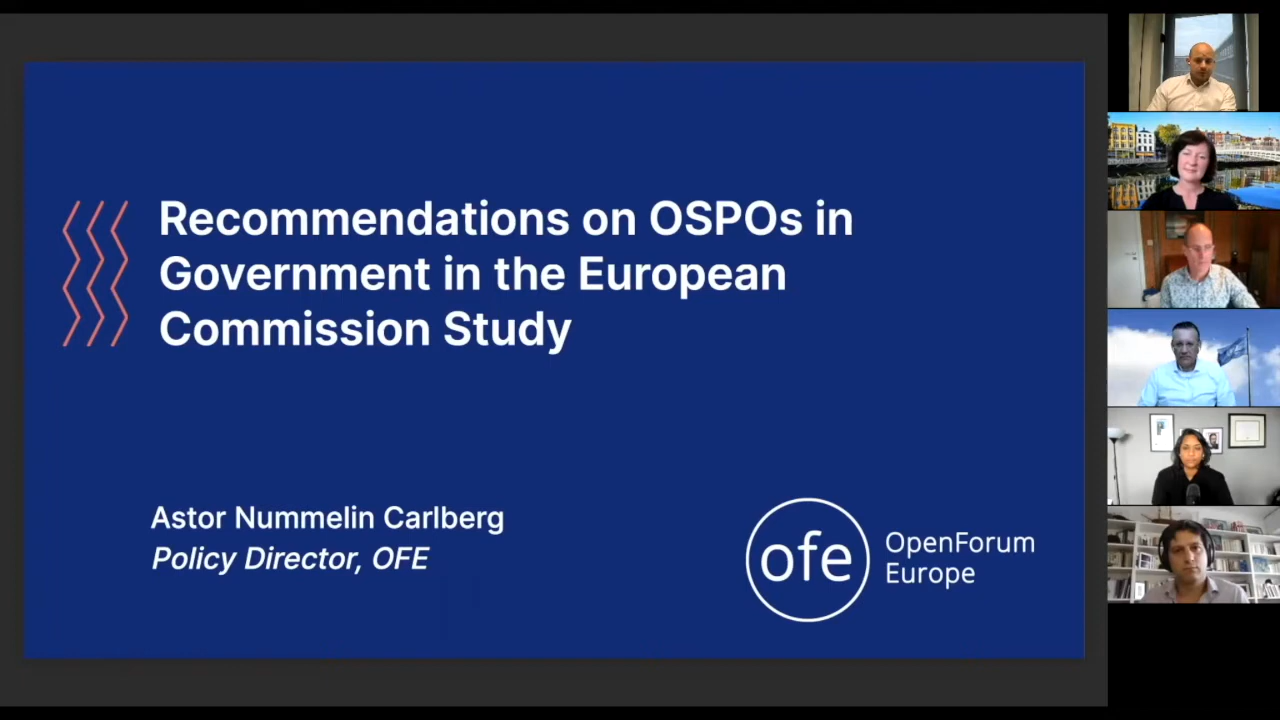 Recommendations on OSPOs in
Government in the European
Commission Study
Astor Nummelin Carlberg
Policy Director, OFE
ofe
OpenForum
Europe